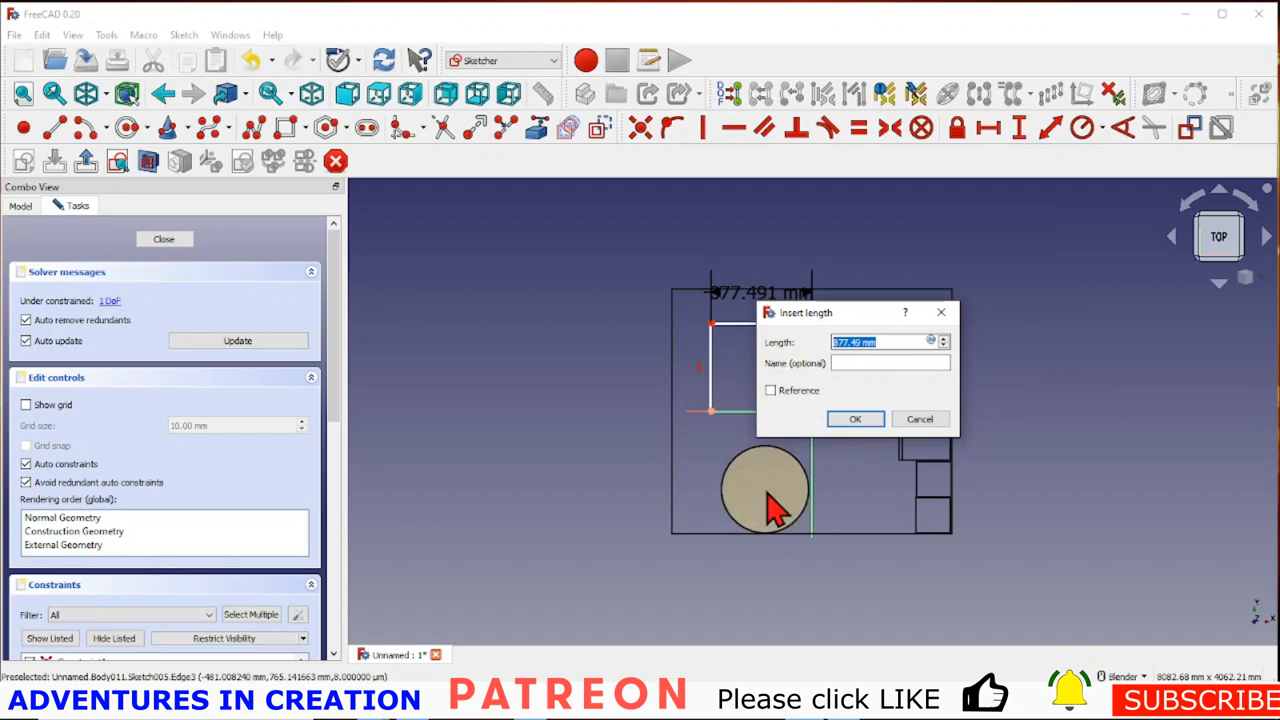 FreeCAD 0.20
File Edit View Tools Macro Sketch Windows Help
Sketcher
Combo View
Model Tasks
Close
Solver messages
Under constrained: 1 DoF
Auto remove redundants
Auto update Update
Edit controls
Show grid
Grid size: 10.00 mm
Grid snap
Auto constraints
Avoid redundant auto constraints
Rendering order (global):
Normal Geometry
Construction Geometry
External Geometry
Constraints
Filter: All Select Multiple
Show Listed Hide Listed Restrict Visibility
TOP
877.491 mm
Insert length
Length: 877.49 mm
Name (optional)
Reference
OK Cancel
Y
Z X
Unnamed : 1*
Preselected: Unnamed.Body011.Sketch005.Edge3 (-481.008240 mm,765.141663 mm,8.000000 µm)
Blender 8082.68 mm x 4062.21 mm
ADVENTURES IN CREATION PATREON Please click LIKE SUBSCRIBE